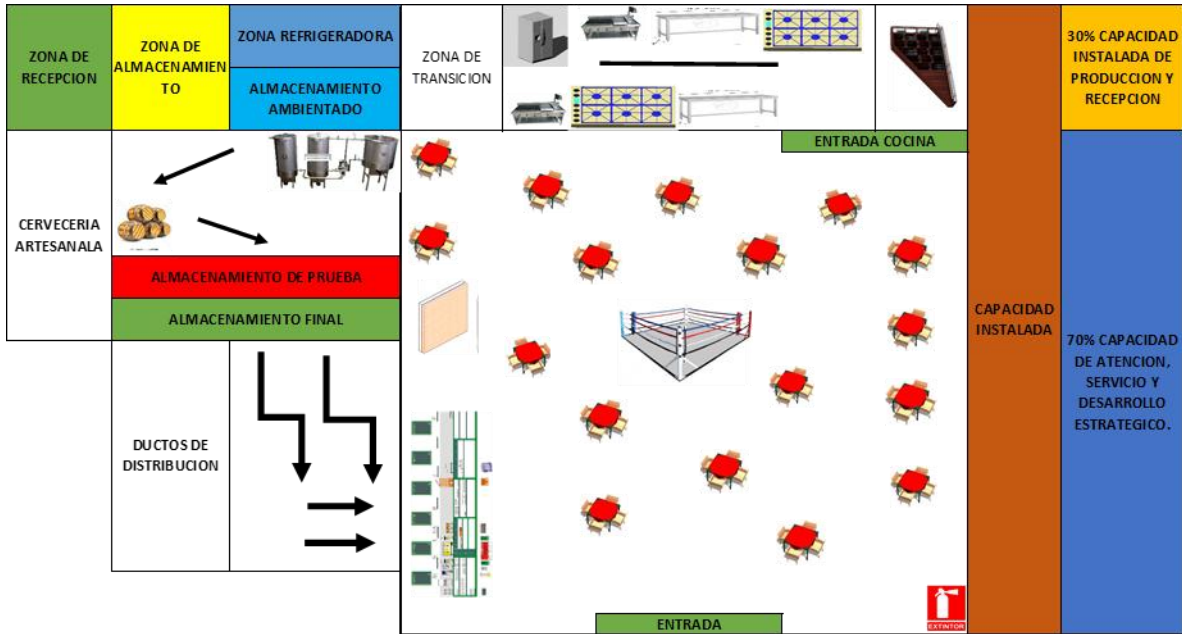 ZONA DE
RECEPCION
ZONA DE
ALMACENAMIEN
TO
ZONA REFRIGERADORA
ALMACENAMIENTO
AMBIENTADO
ZONA DE
TRANSICION
30% CAPACIDAD
INSTALADA DE
PRODUCCION Y
RECEPCION
ENTRADA COCINA
CERVECERIA
ARTESANALA
ALMACENAMIENTO DE PRUEBA
ALMACENAMIENTO FINAL
DUCTOS DE
DISTRIBUCION
CAPACIDAD
INSTALADA
70% CAPACIDAD
DE ATENCION,
SERVICIO Y
DESARROLLO
ESTRATEGICO.
EXTINTOR
ENTRADA